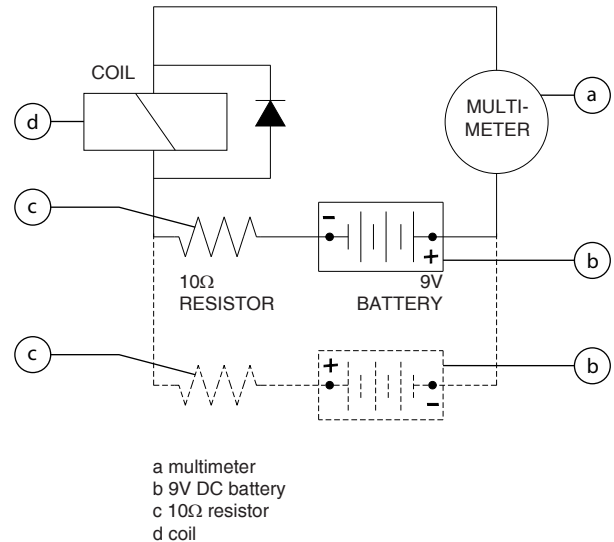 COIL
d
MULTI-
METER
a
c
-
+
10Ω
RESISTOR
9V
BATTERY
b
c
+
-
b
a multimeter
b 9V DC battery
c 10Ω resistor
d coil